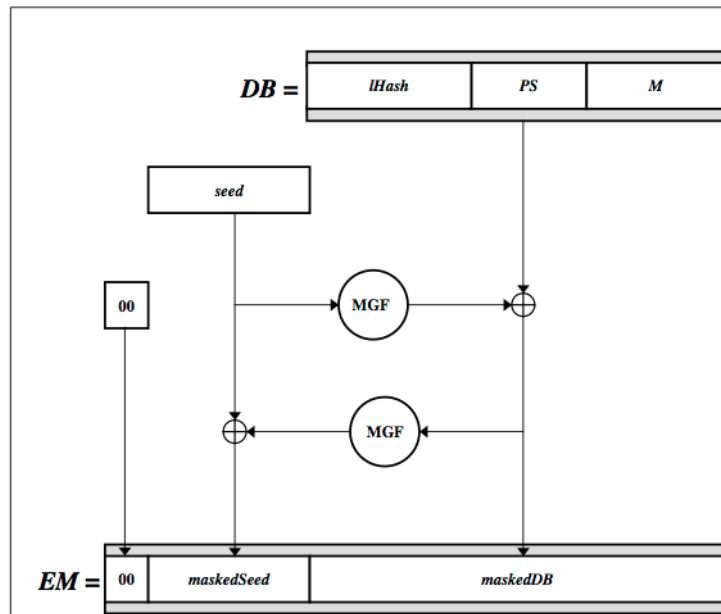 DB = lHash PS M
seed
00 MGF
MGF
EM = 00 maskedSeed maskedDB